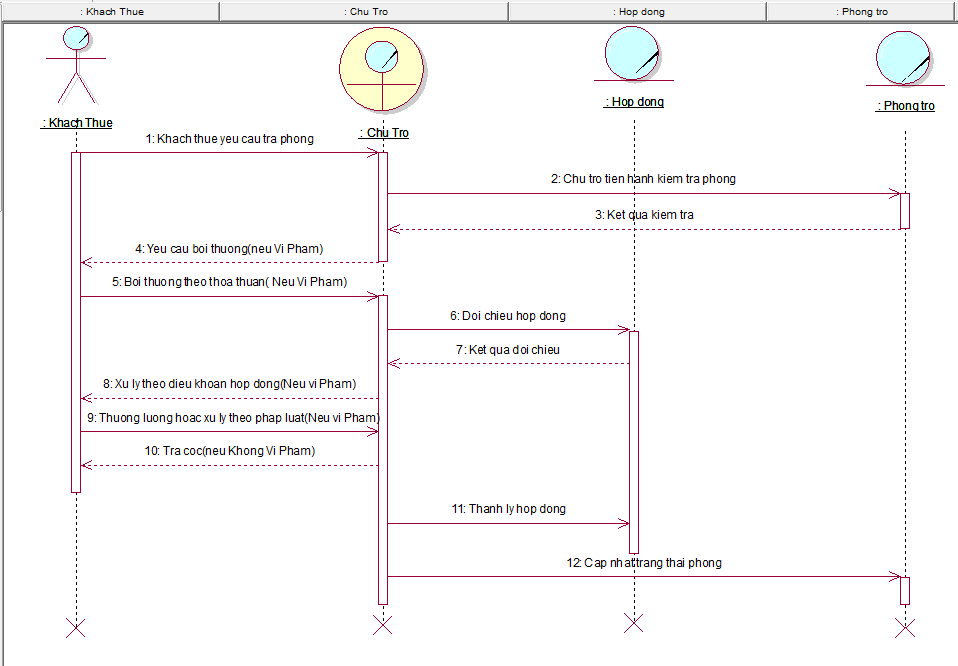 : Khach Thue
: Chu Tro
: Hop dong
: Phong tro
: Khach Thue
: Chu Tro
: Hop dong
: Phong tro
1: Khach thue yeu cau tra phong
2: Chu tro tien hanh kiem tra phong
3: Ket qua kiem tra
4: Yeu cau boi thuong(neu Vi Pham)
5: Boi thuong theo thoa thuan( Neu Vi Pham)
6: Doi chieu hop dong
7: Ket qua doi chieu
8: Xu ly theo dieu khoan hop dong(Neu vi Pham)
9: Thuong luong hoac xu ly theo phap luat(Neu vi Pham)
10: Tra coc(neu Khong Vi Pham)
11: Thanh ly hop dong
12: Cap nhat trang thai phong